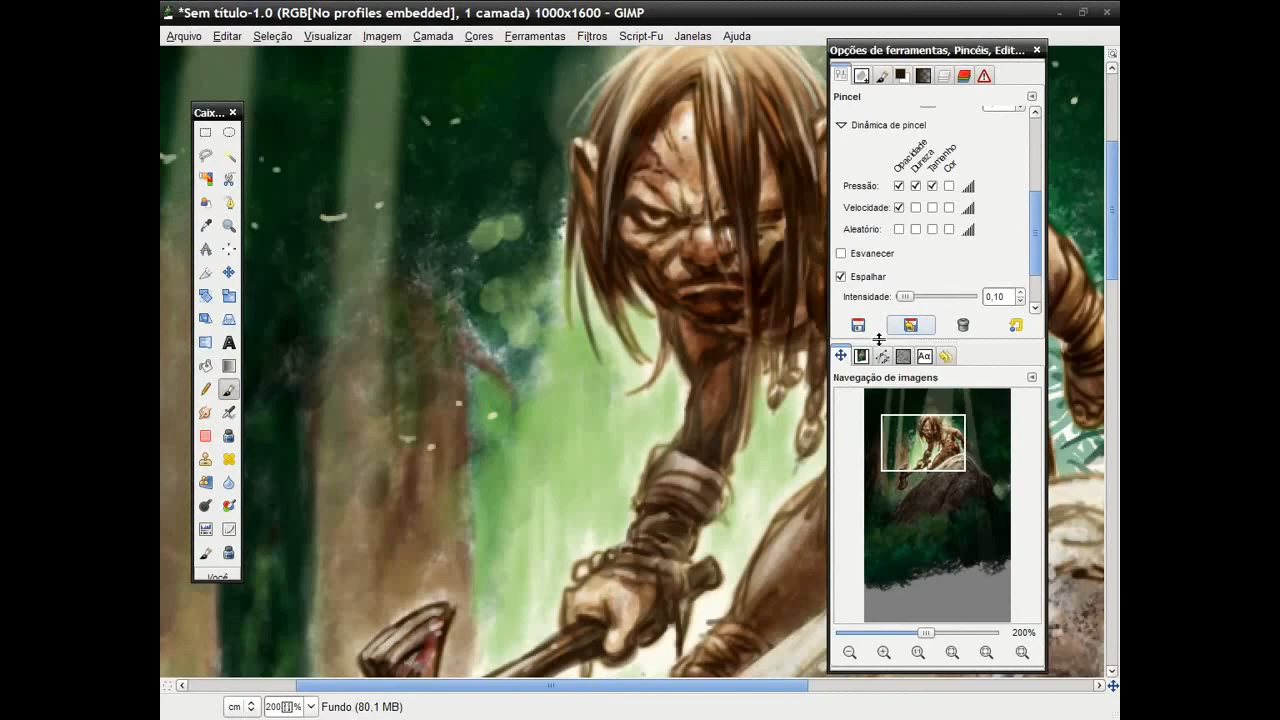 *Sem título-1.0 (RGB[No profiles embedded], 1 camada) 1000x1600 – GIMP
Arquivo Editar Seleção Visualizar Imagem Camada Cores Ferramentas Filtros Script-Fu Janelas Ajuda
Opções de ferramentas, Pincéis, Edit...
Pincel
Caix...
Dinâmica de pincel
Opacidade Dureza Tamanho Cor
Pressão:
Velocidade:
Aleatório:
Esvanecer
Espalhar
Intensidade: 0,10
Navegação de imagens
200%
Você
cm 200 % Fundo (80,1 MB)